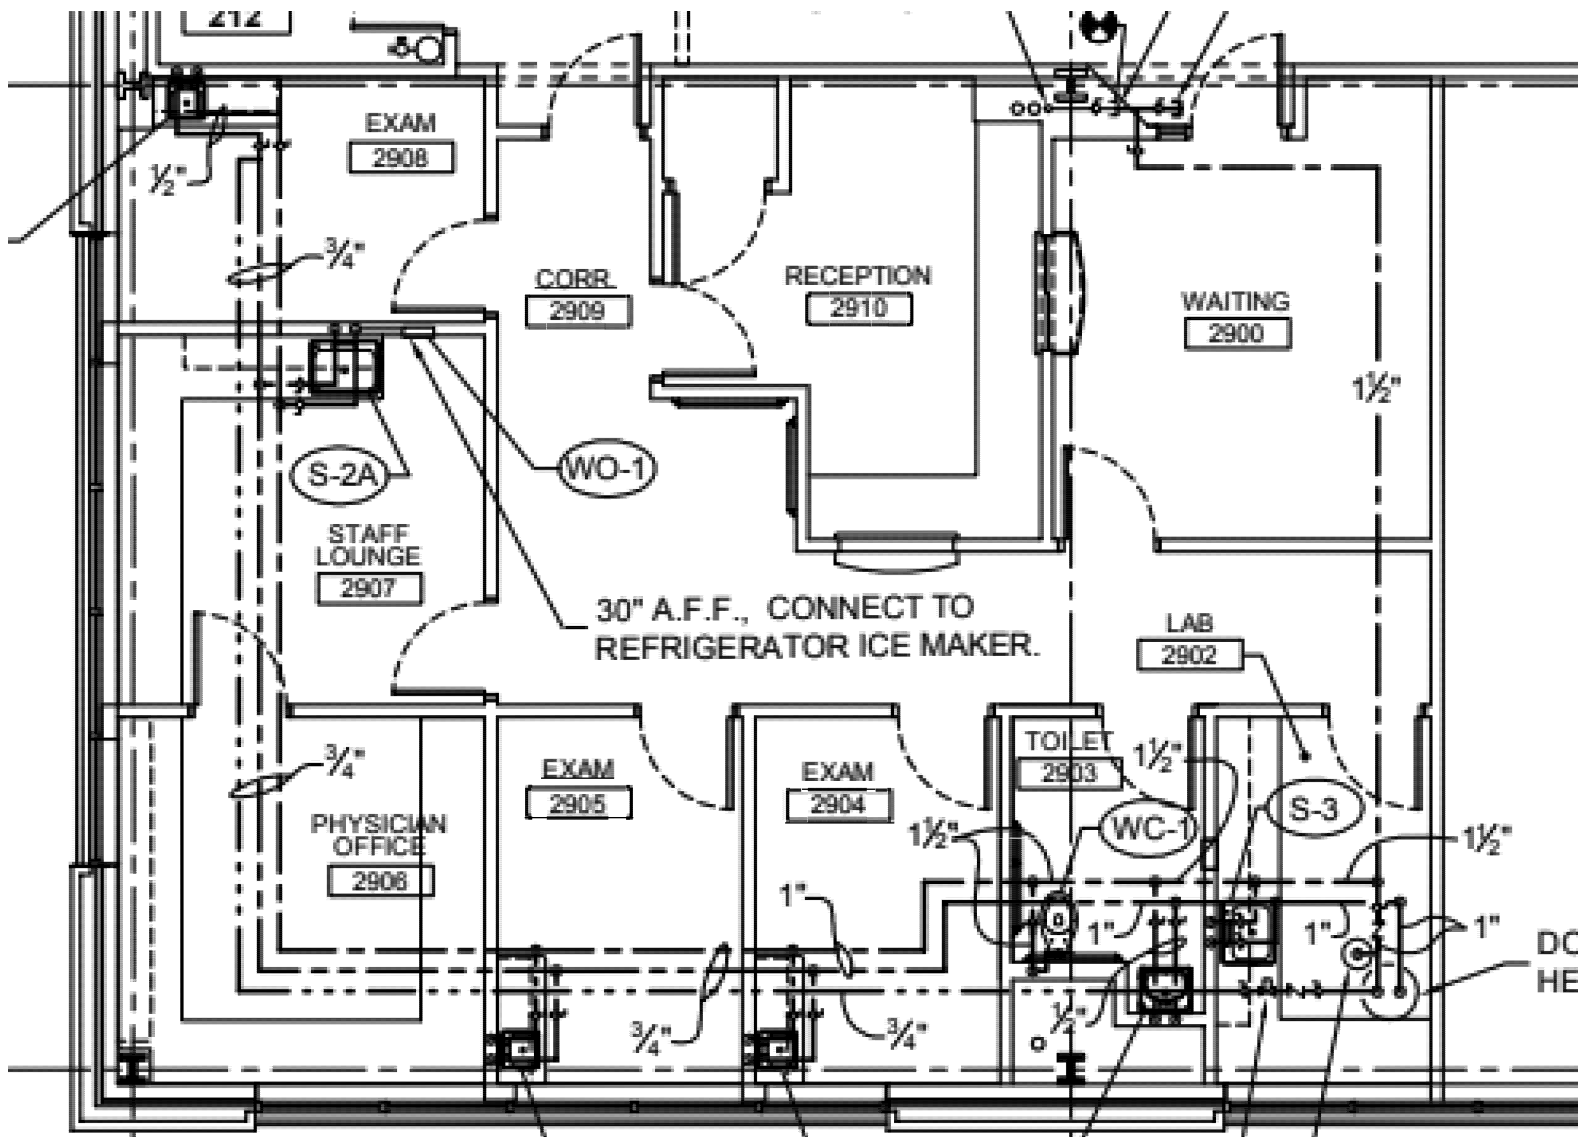 212
EXAM
2908
½"
¾"
CORR.
2909
RECEPTION
2910
WAITING
2900
1½"
S-2A
WO-1
STAFF
LOUNGE
2907
30" A.F.F., CONNECT TO
REFRIGERATOR ICE MAKER.
LAB
2902
¾"
PHYSICIAN
OFFICE
2906
EXAM
2905
EXAM
2904
TOILET
2903
1½"
S-3
WC-1
1½"
1½"
1"
1"
1"
1"
DO
HE
¾"
¾"
½"